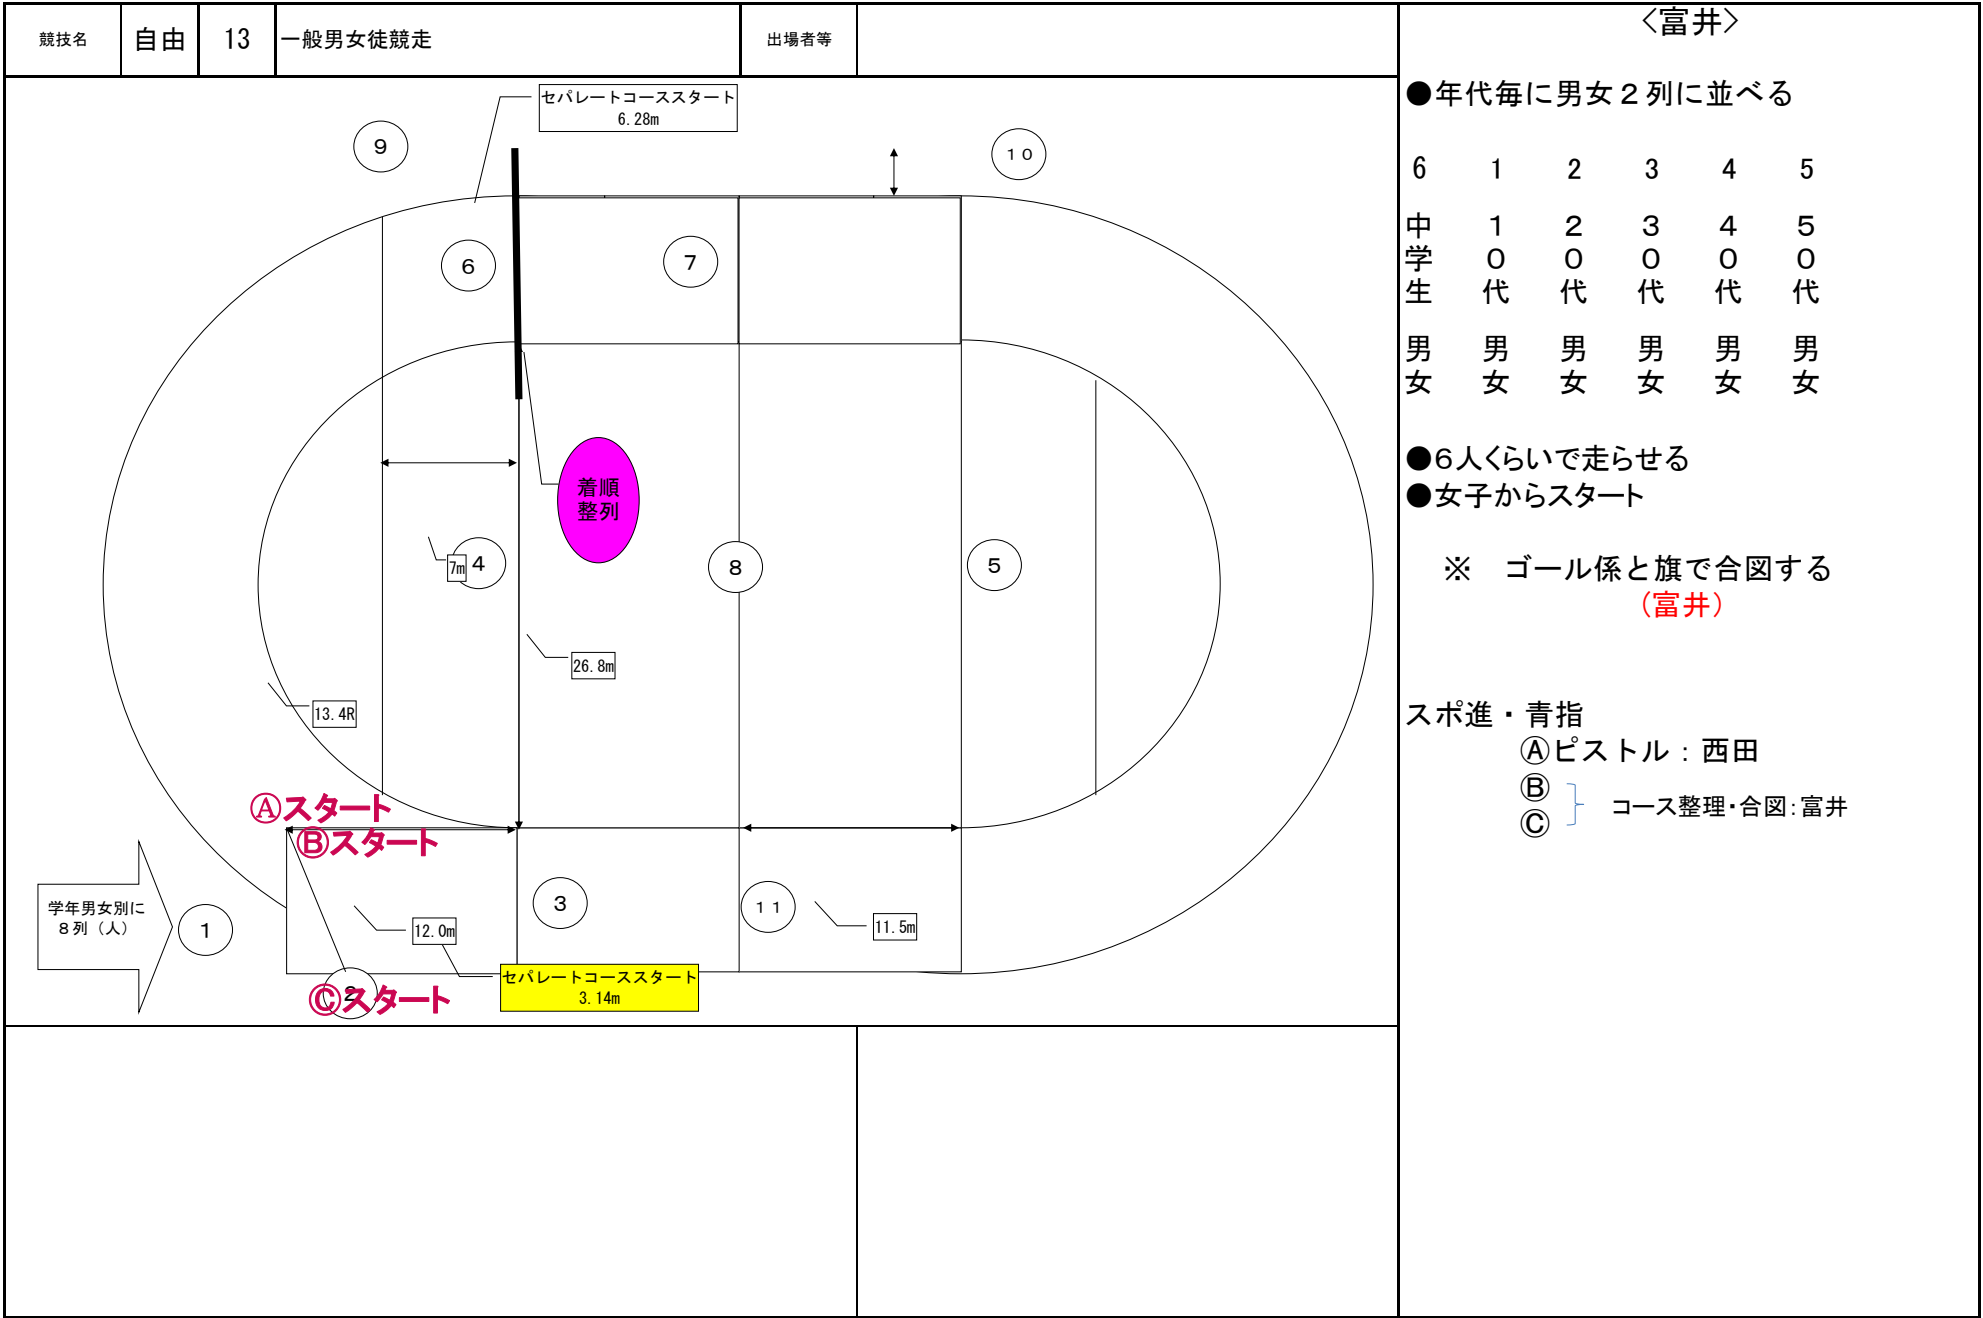 競技名 自由 13 一般男女徒競走 出場者等
セパレートコーススタート
6.28m
9
10
6
7
着順
整列
7m
4
8
5
26.8m
13.4R
Ⓐスタート
Ⓑスタート
学年男女別に
8列（人）
1
3
11
12.0m
11.5m
セパレートコーススタート
3.14m
2
Ⓒスタート
〈富井〉
●年代毎に男女２列に並べる
6 1 2 3 4 5
中学生 10代 20代 30代 40代 50代
男 男 男 男 男 男
女 女 女 女 女 女
●6人くらいで走らせる
●女子からスタート
※　ゴール係と旗で合図する
（富井）
スポ進・青指
Ⓐピストル：西田
Ⓑ
Ⓒ
コース整理・合図：富井